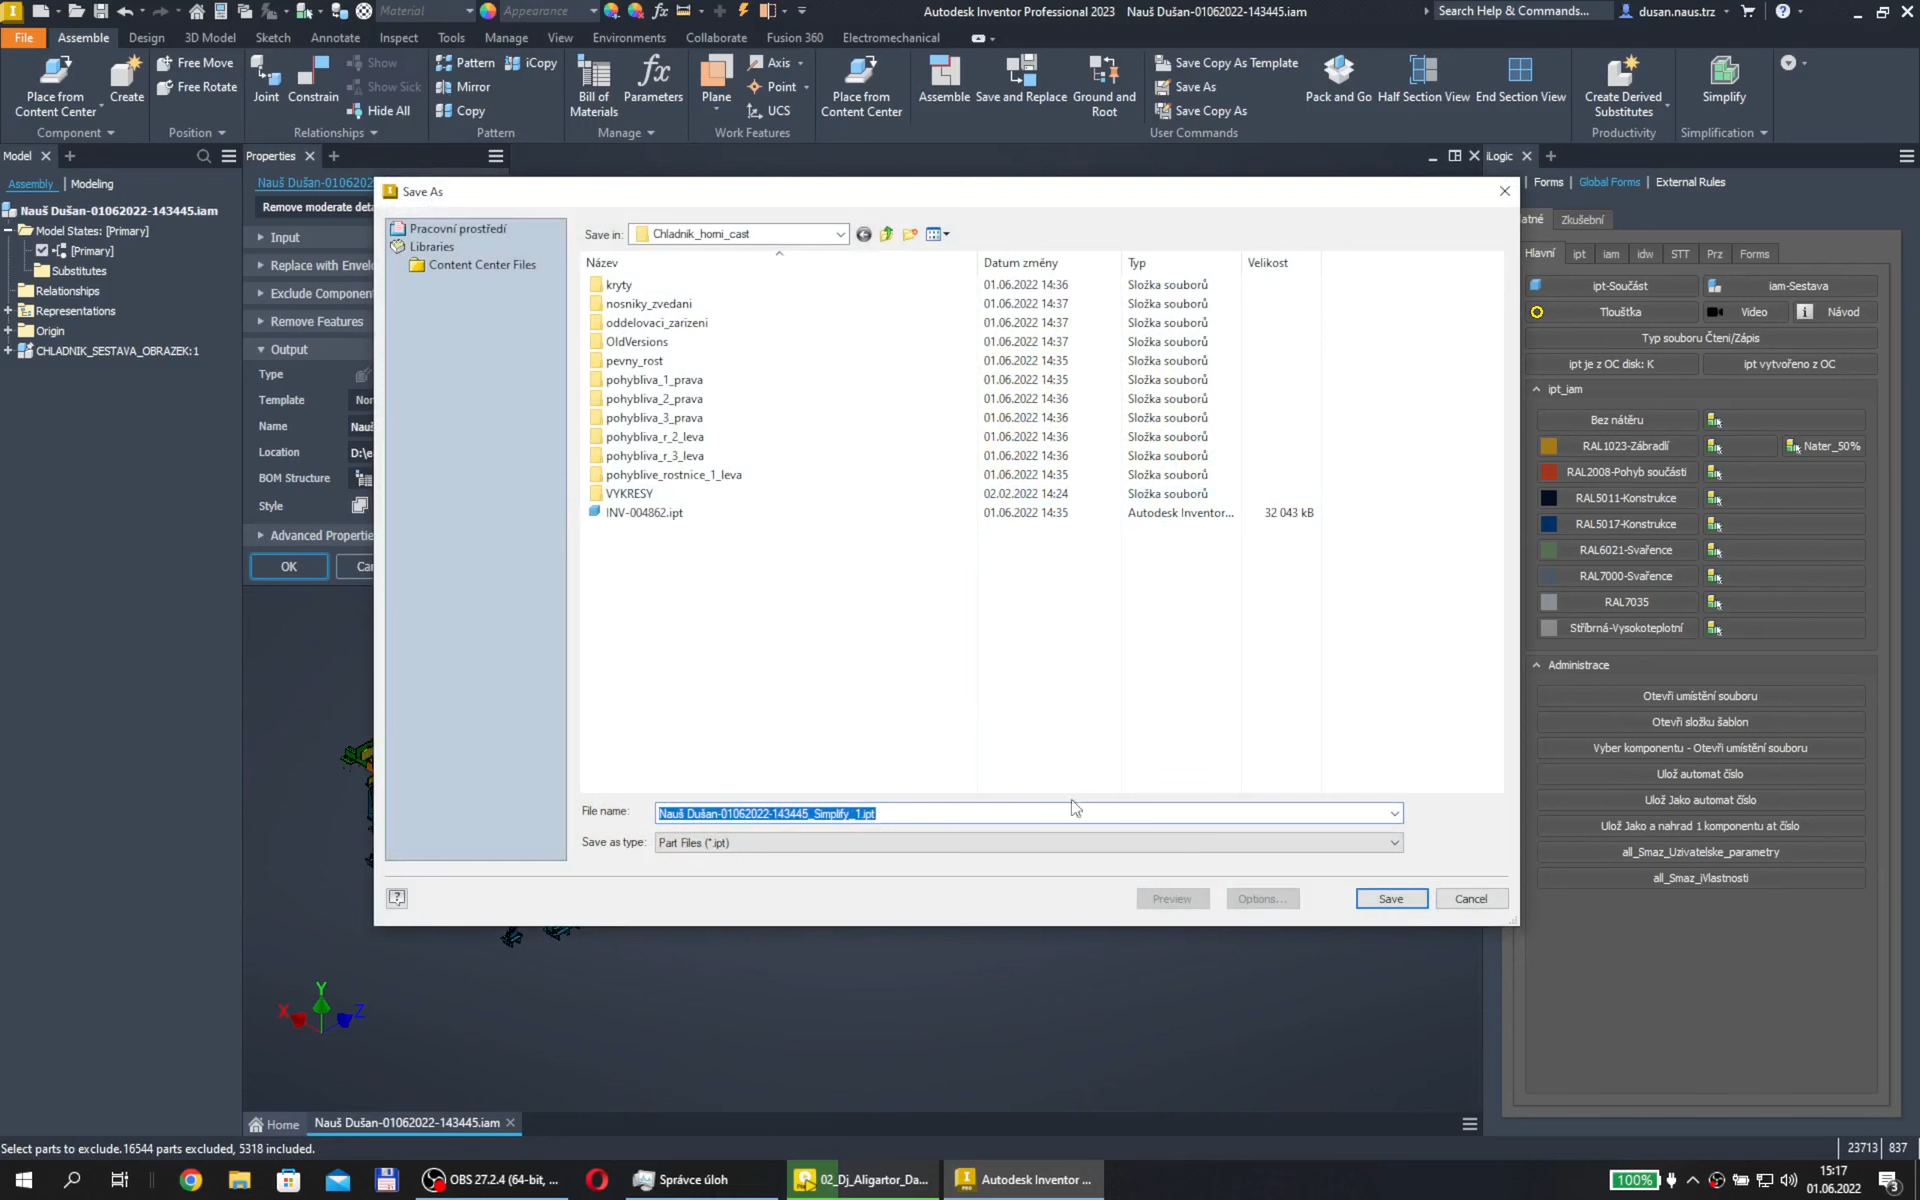 Material
Appearance
Autodesk Inventor Professional 2023 Nauš Dušan-01062022-143445.iam
Search Help & Commands...
dusan.naus.trz
File Assemble Design 3D Model Sketch Annotate Inspect Tools Manage View Environments Collaborate Fusion 360 Electromechanical
Place from Content Center
Create
Component
Free Move
Free Rotate
Position
Joint
Constrain
Show
Show Sick
Hide All
Relationships
Pattern
iCopy
Mirror
Copy
Pattern
Bill of Materials
Parameters
Manage
Plane
Axis
Point
UCS
Work Features
Place from Content Center
Assemble
Save and Replace
Ground and Root
Save Copy As Template
Save As
Save Copy As
Pack and Go
Half Section View
End Section View
User Commands
Create Derived Substitutes
Productivity
Simplify
Simplification
Model
Assembly | Modeling
Nauš Dušan-01062022-143445.iam
Model States: [Primary]
[Primary]
Substitutes
Relationships
Representations
Origin
CHLADNIK_SESTAVA_OBRAZEK:1
Properties
Nauš Dušan-0106202
Remove moderate deta
Input
Replace with Envelo
Exclude Component
Remove Features
Output
Type
Template
Name Nauš
Location D:\e
BOM Structure
Style
Advanced Propertie
OK
Can
Save As
Pracovní prostředí
Libraries
Content Center Files
Save in: Chladnik_horni_cast
Název Datum změny Typ Velikost
kryty 01.06.2022 14:36 Složka souborů
nosniky_zvedani 01.06.2022 14:37 Složka souborů
oddelovaci_zarizeni 01.06.2022 14:37 Složka souborů
OldVersions 01.06.2022 14:37 Složka souborů
pevny_rost 01.06.2022 14:35 Složka souborů
pohybliva_1_prava 01.06.2022 14:35 Složka souborů
pohybliva_2_prava 01.06.2022 14:36 Složka souborů
pohybliva_3_prava 01.06.2022 14:36 Složka souborů
pohybliva_r_2_leva 01.06.2022 14:36 Složka souborů
pohybliva_r_3_leva 01.06.2022 14:36 Složka souborů
pohyblive_rostnice_1_leva 01.06.2022 14:35 Složka souborů
VYKRESY 02.02.2022 14:24 Složka souborů
INV-004862.ipt 01.06.2022 14:35 Autodesk Inventor... 32 043 kB
File name: Nauš Dušan-01062022-143445_Simplify_1.ipt
Save as type: Part Files (*.ipt)
Preview Options... Save Cancel
iLogic
Forms Global Forms External Rules
atné Zkušební
Hlavní ipt iam idw STT Prz Forms
ipt-Součást iam-Sestava
Tlouštka Video Návod
Typ souboru Čtení/Zápis
ipt je z OC disk: K ipt vytvořeno z OC
ipt_iam
Bez nátěru
RAL1023-Zábradlí Nater_50%
RAL2008-Pohyb součásti
RAL5011-Konstrukce
RAL5017-Konstrukce
RAL6021-Svařence
RAL7000-Svařence
RAL7035
Stříbrná-Vysokoteplotní
Administrace
Otevři umístění souboru
Otevři složku šablon
Vyber komponentu - Otevři umístění souboru
Ulož automat číslo
Ulož Jako automat číslo
Ulož Jako a nahrad 1 komponentu at číslo
all_Smaz_Uzivatelske_parametry
all_Smaz_iVlastnosti
X Y Z
Home Nauš Dušan-01062022-143445.iam
Select parts to exclude.16544 parts excluded, 5318 included.
23713 837
OBS 27.2.4 (64-bit, ...
Správce úloh
02_Dj_Aligartor_Da...
Autodesk Inventor ...
100%
15:17
01.06.2022
3